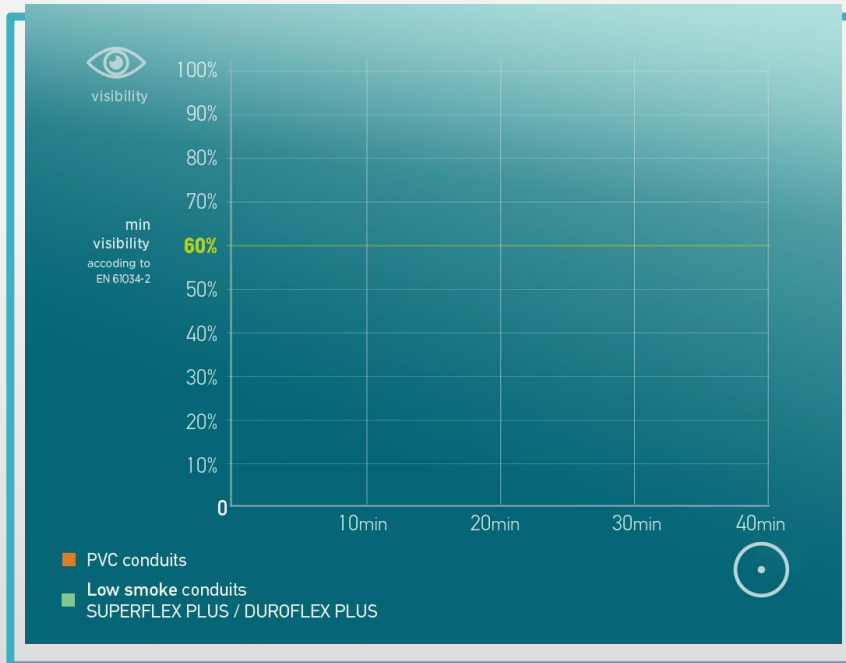 visibility
100%
90%
80%
70%
min
visibility
accoding to
EN 61034-2
60%
50%
40%
30%
20%
10%
0
10min
20min
30min
40min
PVC conduits
Low smoke conduits
SUPERFLEX PLUS / DUROFLEX PLUS